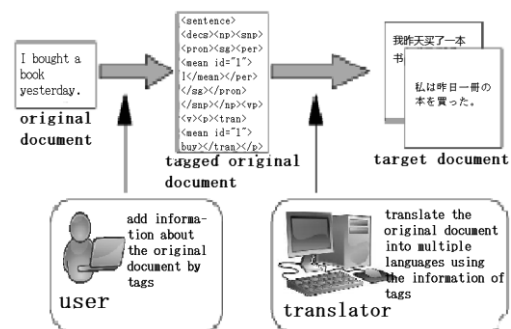 I bought a
book
yesterday.
original
document
<sentence>
<decs><np><snp>
<pron><sg><per>
<mean id="1">
I</mean></per>
</sg></pron>
</snp></np><vp>
<v><p><tran>
<mean id="1">
buy></tran></p>
tagged original
document
我昨天买了一本
书
私は昨日一冊の
本を買った。
target document
add informa-
tion about
the original
document by
tags
user
translate the
original document
into multiple
languages using
the information of
tags
translator